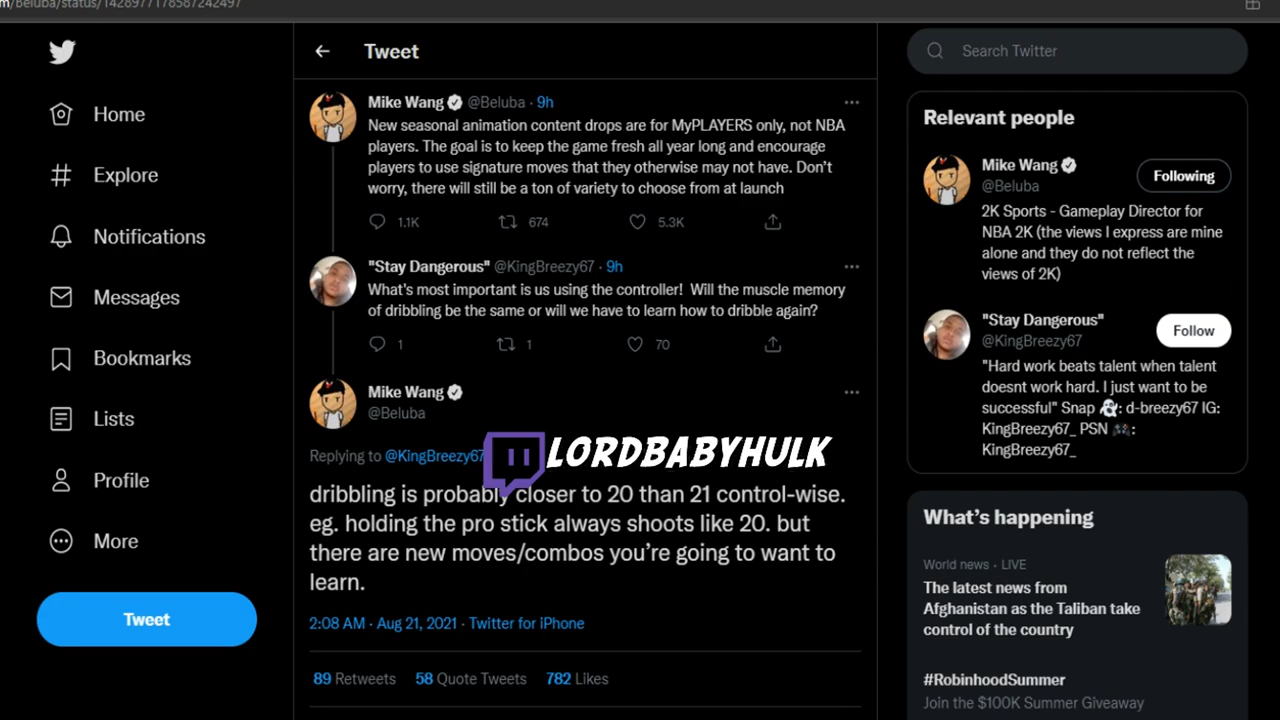 m/Beluba/status/1428977178587242497
Tweet
Search Twitter
Home
Explore
Notifications
Messages
Bookmarks
Lists
Profile
More
Tweet
Mike Wang @Beluba · 9h
New seasonal animation content drops are for MyPLAYERS only, not NBA
players. The goal is to keep the game fresh all year long and encourage
players to use signature moves that they otherwise may not have. Don't
worry, there will still be a ton of variety to choose from at launch
1.1K 674 5.3K
"Stay Dangerous" @KingBreezy67 · 9h
What's most important is us using the controller! Will the muscle memory
of dribbling be the same or will we have to learn how to dribble again?
1 1 70
Mike Wang
@Beluba
Replying to @KingBreezy67
LORDBABYHULK
dribbling is probably closer to 20 than 21 control-wise.
eg. holding the pro stick always shoots like 20. but
there are new moves/combos you're going to want to
learn.
2:08 AM · Aug 21, 2021 · Twitter for iPhone
89 Retweets 58 Quote Tweets 782 Likes
Relevant people
Mike Wang
@Beluba
Following
2K Sports - Gameplay Director for
NBA 2K (the views I express are mine
alone and they do not reflect the
views of 2K)
"Stay Dangerous"
@KingBreezy67
Follow
"Hard work beats talent when talent
doesnt work hard. I just want to be
successful" Snap 👻: d-breezy67 IG:
KingBreezy67_ PSN 🎮:
KingBreezy67_
What's happening
World news · LIVE
The latest news from
Afghanistan as the Taliban take
control of the country
#RobinhoodSummer
Join the $100K Summer Giveaway